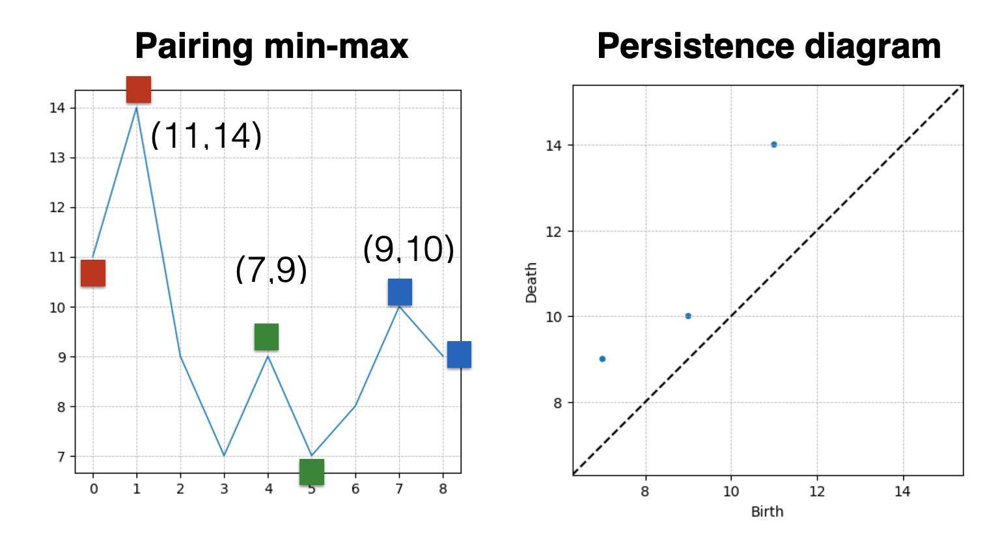 Pairing min-max
14
13
12
11
10
9
8
7
0 1 2 3 4 5 6 7 8
(11,14)
(7,9)
(9,10)
Persistence diagram
14
12
10
8
Death
8 10 12 14
Birth